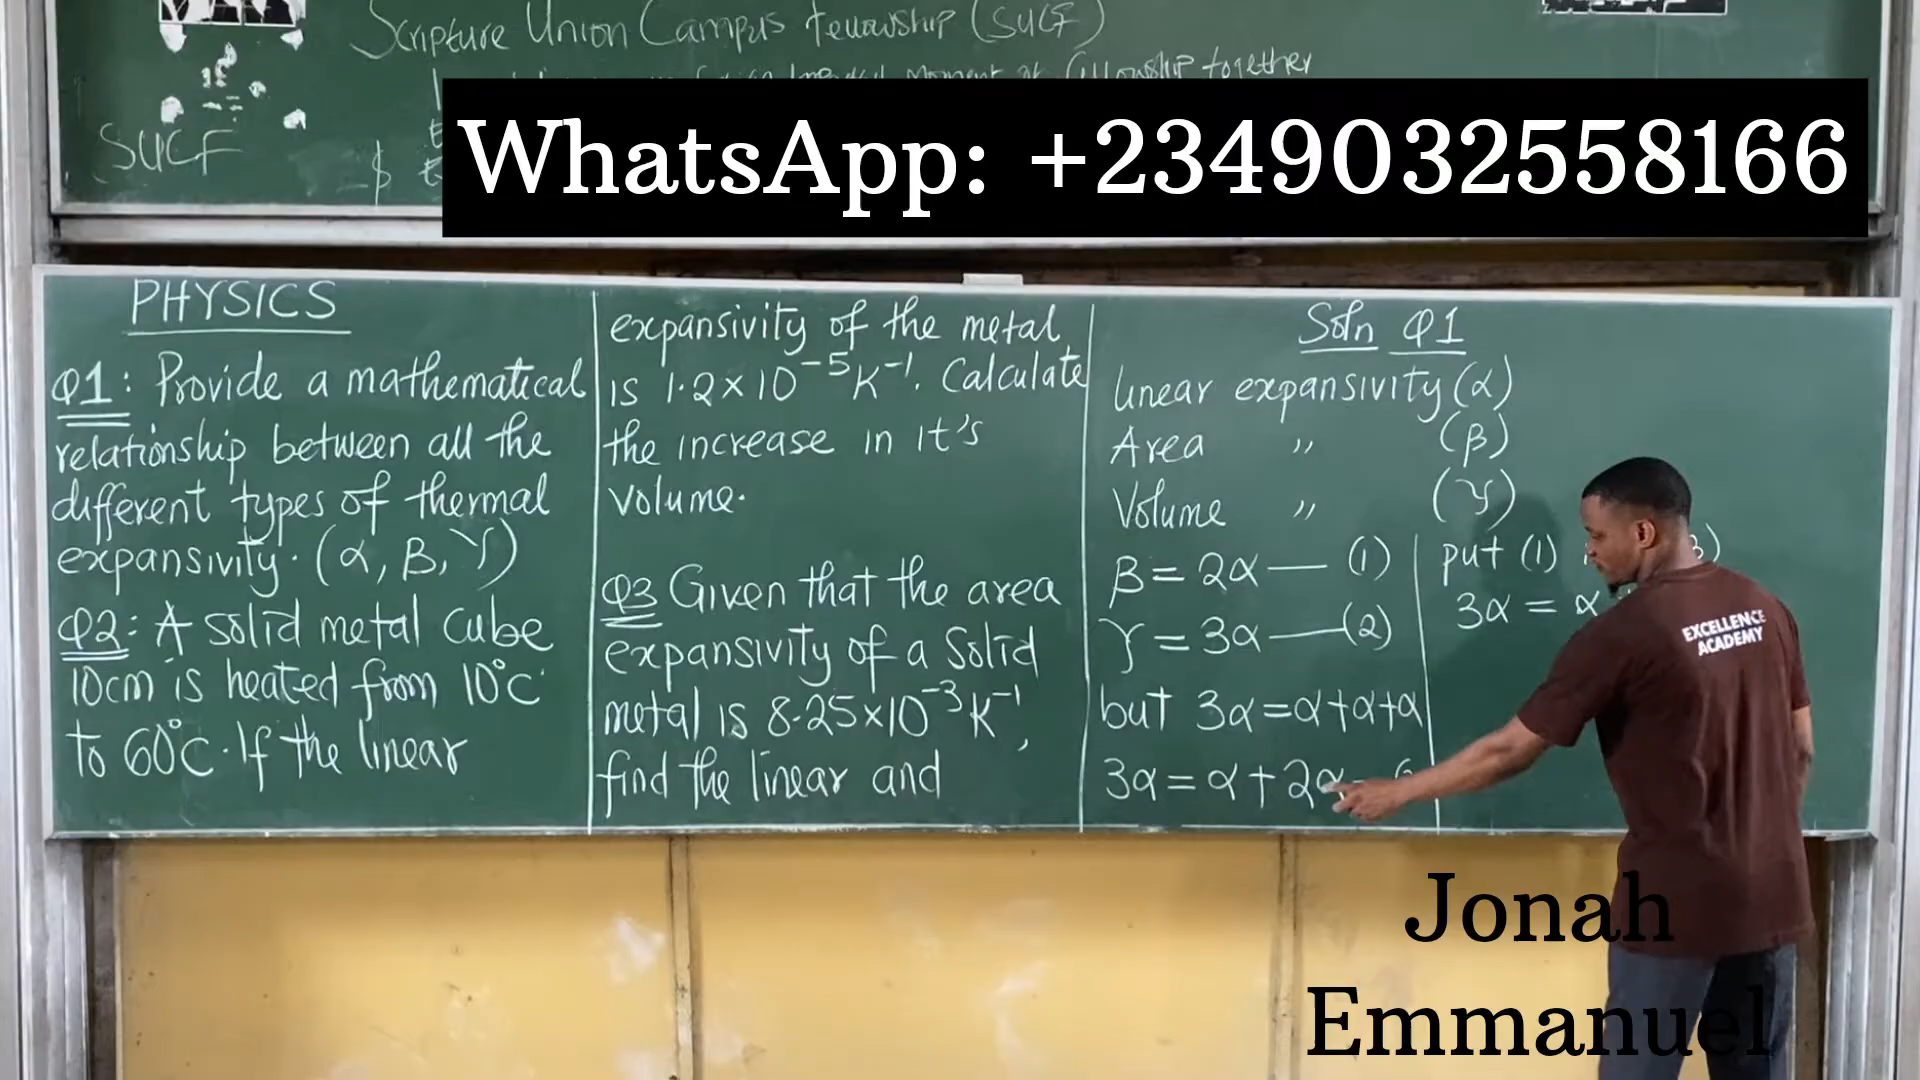 Scripture Union Campus fellowship (SUCF)
fellowship together
SUCF
WhatsApp: +2349032558166
PHYSICS
Q1: Provide a mathematical
relationship between all the
different types of thermal
expansivity. (α, β, γ)
Q2: A solid metal cube
10cm is heated from 10°C
to 60°C. If the linear
expansivity of the metal
is 1.2×10⁻⁵K⁻¹. Calculate
the increase in it's
volume.
Q3 Given that the area
expansivity of a solid
metal is 8.25×10⁻³K⁻¹,
find the linear and
Soln Q1
linear expansivity (α)
Area ,, (β)
Volume ,, (γ)
β = 2α — (1)
γ = 3α — (2)
but 3α = α+α+α
3α = α+2α
put (1) 3)
3α = α
EXCELLENCE
ACADEMY
Jonah
Emmanuel